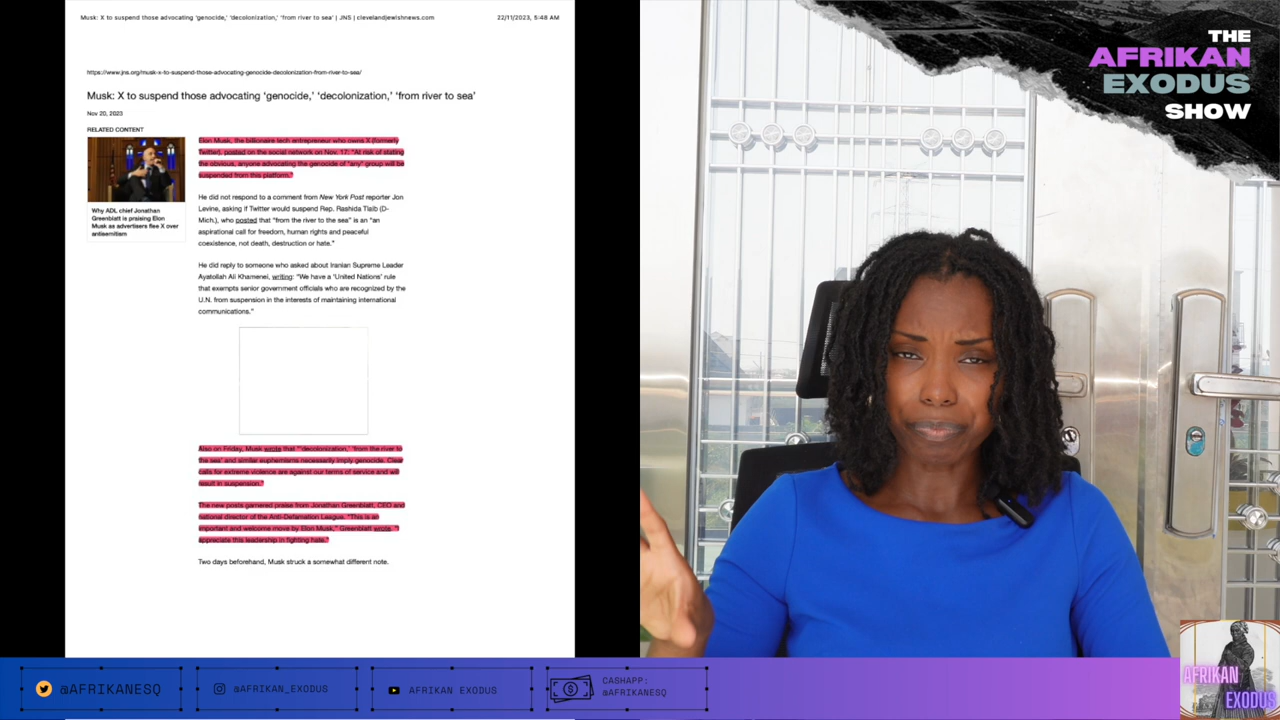 Musk: X to suspend those advocating ‘genocide,’ ‘decolonization,’ ‘from river to sea’ | JNS | clevelandjewishnews.com
22/11/2023, 5:48 AM
https://www.jns.org/musk-x-to-suspend-those-advocating-genocide-decolonization-from-river-to-sea/
Musk: X to suspend those advocating ‘genocide,’ ‘decolonization,’ ‘from river to sea’
Nov 20, 2023
RELATED CONTENT
Why ADL chief Jonathan
Greenblatt is praising Elon
Musk as advertisers flee X over
antisemitism
Elon Musk, the billionaire tech entrepreneur who owns X (formerly
Twitter), posted on the social network on Nov. 17: “At risk of stating
the obvious, anyone advocating the genocide of *any* group will be
suspended from this platform.”
He did not respond to a comment from New York Post reporter Jon
Levine, asking if Twitter would suspend Rep. Rashida Tlaib (D-
Mich.), who posted that “from the river to the sea” is an “an
aspirational call for freedom, human rights and peaceful
coexistence, not death, destruction or hate.”
He did reply to someone who asked about Iranian Supreme Leader
Ayatollah Ali Khamenei, writing: “We have a ‘United Nations’ rule
that exempts senior government officials who are recognized by the
U.N. from suspension in the interests of maintaining international
communications.”
Also on Friday, Musk wrote that “‘decolonization,’ ‘from the river to
the sea’ and similar euphemisms necessarily imply genocide. Clear
calls for extreme violence are against our terms of service and will
result in suspension.”
The new posts garnered praise from Jonathan Greenblatt, CEO and
national director of the Anti-Defamation League. “This is an
important and welcome move by Elon Musk,” Greenblatt wrote. “I
appreciate this leadership in fighting hate.”
Two days beforehand, Musk struck a somewhat different note.
THE
AFRIKAN
EXODUS
SHOW
@AFRIKANESQ
@AFRIKAN_EXODUS
AFRIKAN EXODUS
CASHAPP:
@AFRIKANESQ
AFRIKAN
EXODUS